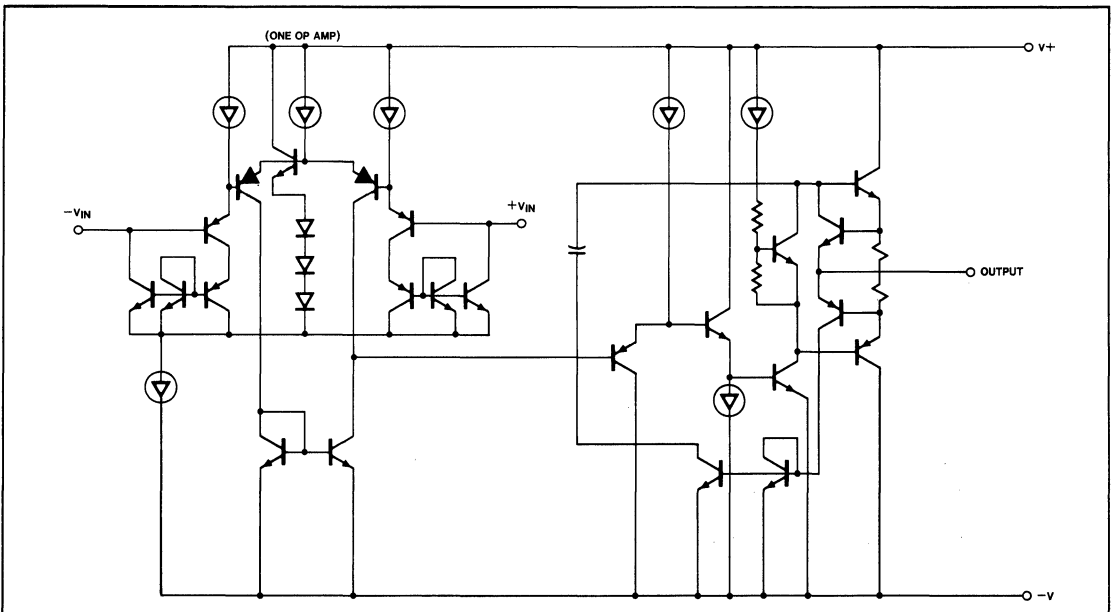 (ONE OP AMP)
V+
-VIN
+VIN
OUTPUT
-V